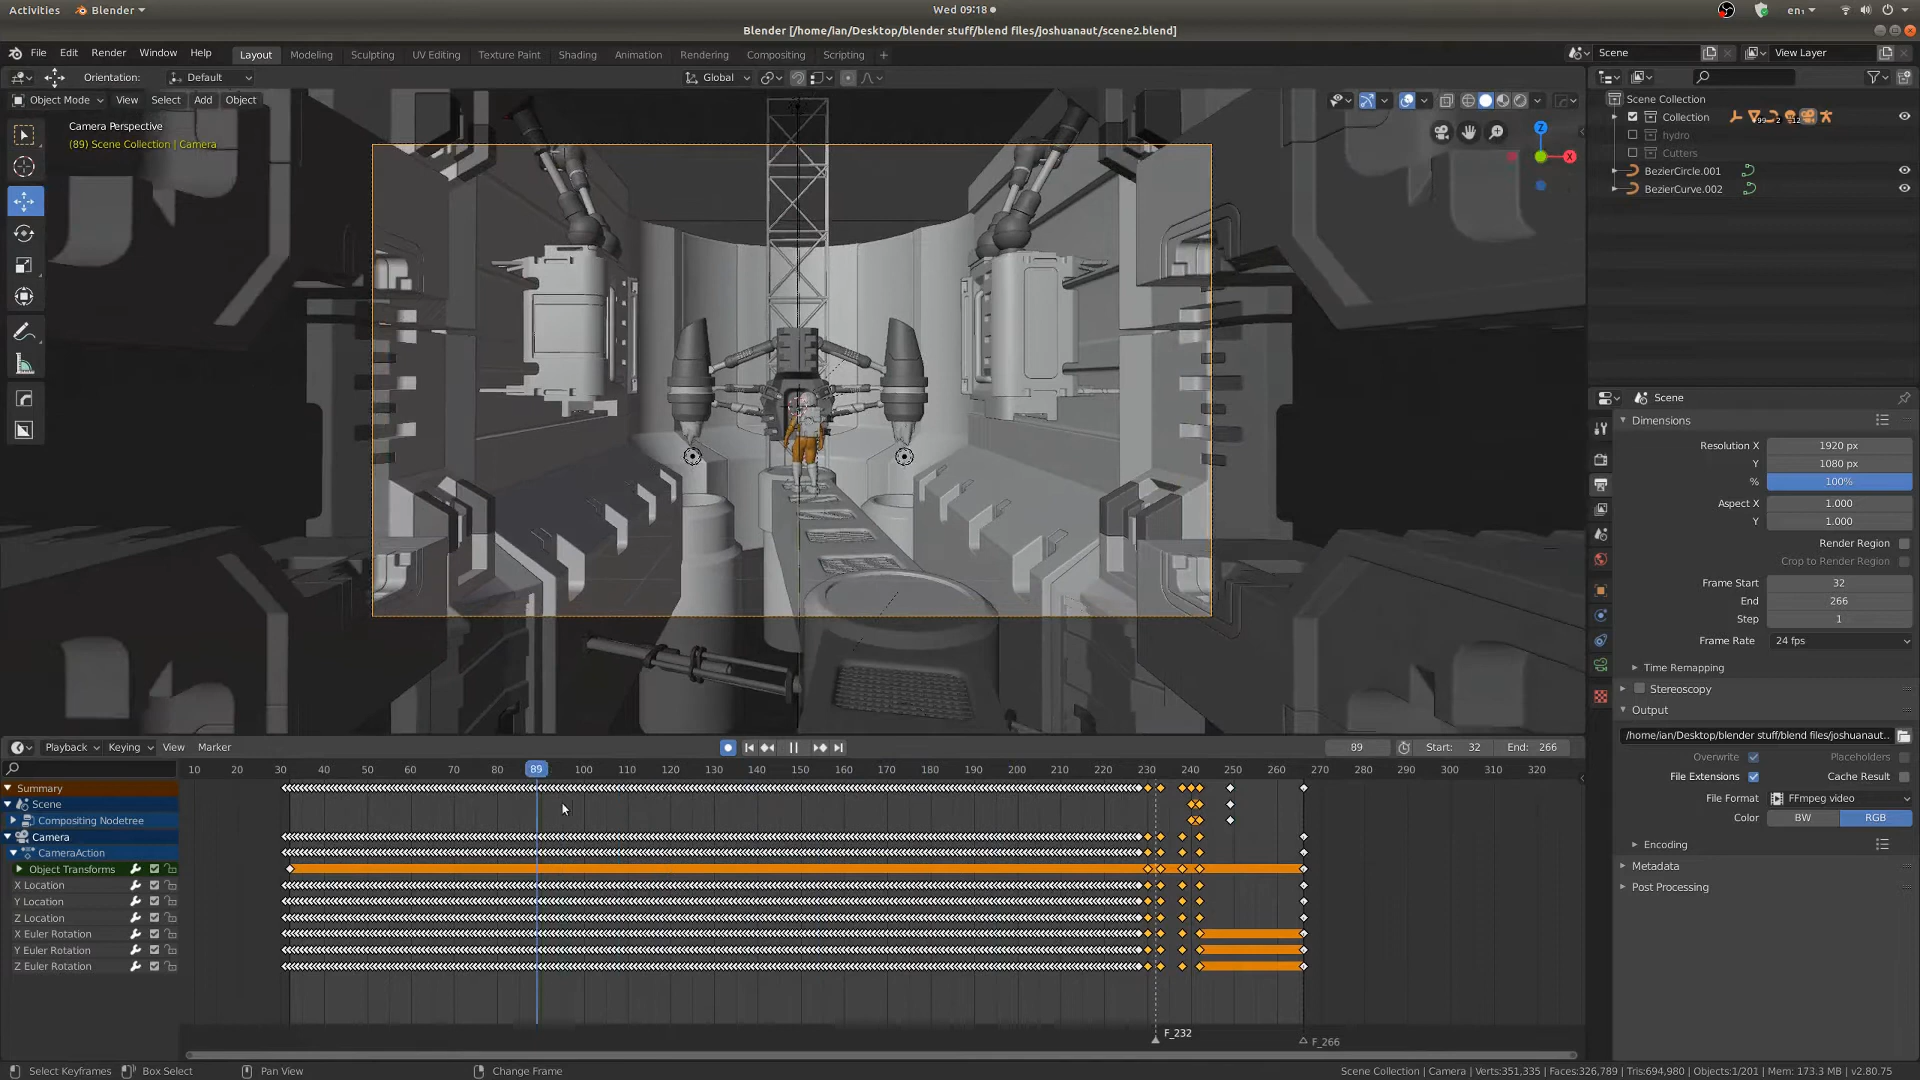 Activities Blender Wed 09:18 en₁
Blender [/home/ian/Desktop/blender stuff/blend files/joshuanaut/scene2.blend]
File Edit Render Window Help Layout Modeling Sculpting UV Editing Texture Paint Shading Animation Rendering Compositing Scripting + Scene View Layer
Orientation: Default Global
Object Mode View Select Add Object
Camera Perspective
(89) Scene Collection | Camera
Z
X
Scene Collection
Collection
hydro
Cutters
BezierCircle.001
BezierCurve.002
Scene
Dimensions
Resolution X 1920 px
Y 1080 px
% 100%
Aspect X 1.000
Y 1.000
Render Region
Crop to Render Region
Frame Start 32
End 266
Step 1
Frame Rate 24 fps
Time Remapping
Stereoscopy
Output
/home/ian/Desktop/blender stuff/blend files/joshuanaut..
Overwrite Placeholders
File Extensions Cache Result
File Format FFmpeg video
Color BW RGB
Encoding
Metadata
Post Processing
Playback Keying View Marker 89 Start: 32 End: 266
10 20 30 40 50 60 70 80 89 100 110 120 130 140 150 160 170 180 190 200 210 220 230 240 250 260 270 280 290 300 310 320
Summary
Scene
Compositing Nodetree
Camera
CameraAction
Object Transforms
X Location
Y Location
Z Location
X Euler Rotation
Y Euler Rotation
Z Euler Rotation
F_232
F_266
Select Keyframes Box Select Pan View Change Frame Scene Collection | Camera | Verts:351,335 | Faces:326,789 | Tris:694,980 | Objects:1/201 | Mem: 173.3 MB | v2.80.75